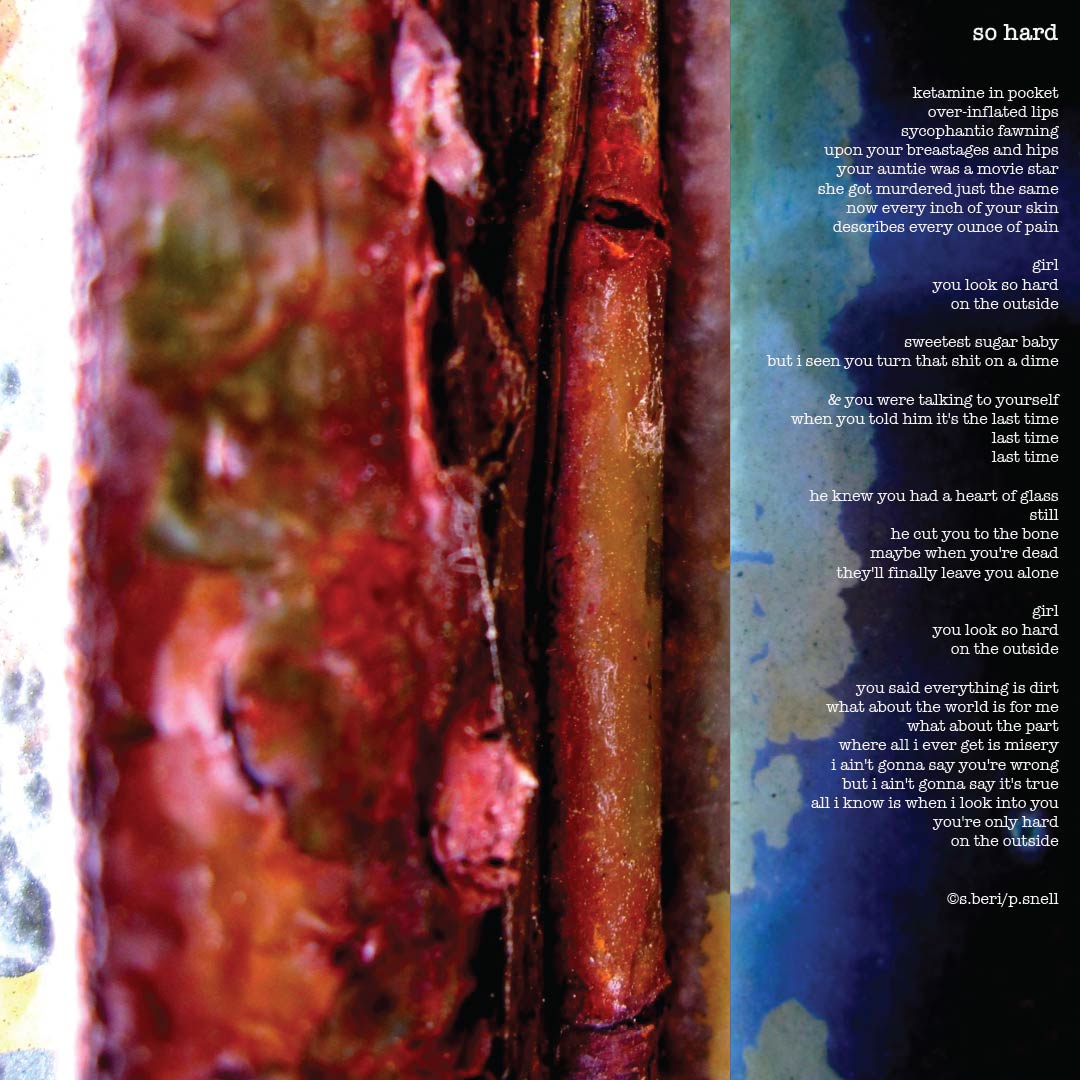 so hard
ketamine in pocket
over-inflated lips
sycophantic fawning
upon your breastages and hips
your auntie was a movie star
she got murdered just the same
now every inch of your skin
describes every ounce of pain
girl
you look so hard
on the outside
sweetest sugar baby
but i seen you turn that shit on a dime
& you were talking to yourself
when you told him it's the last time
last time
last time
he knew you had a heart of glass
still
he cut you to the bone
maybe when you're dead
they'll finally leave you alone
girl
you look so hard
on the outside
you said everything is dirt
what about the world is for me
what about the part
where all i ever get is misery
i ain't gonna say you're wrong
but i ain't gonna say it's true
all i know is when i look into you
you're only hard
on the outside
©s.beri/p.snell